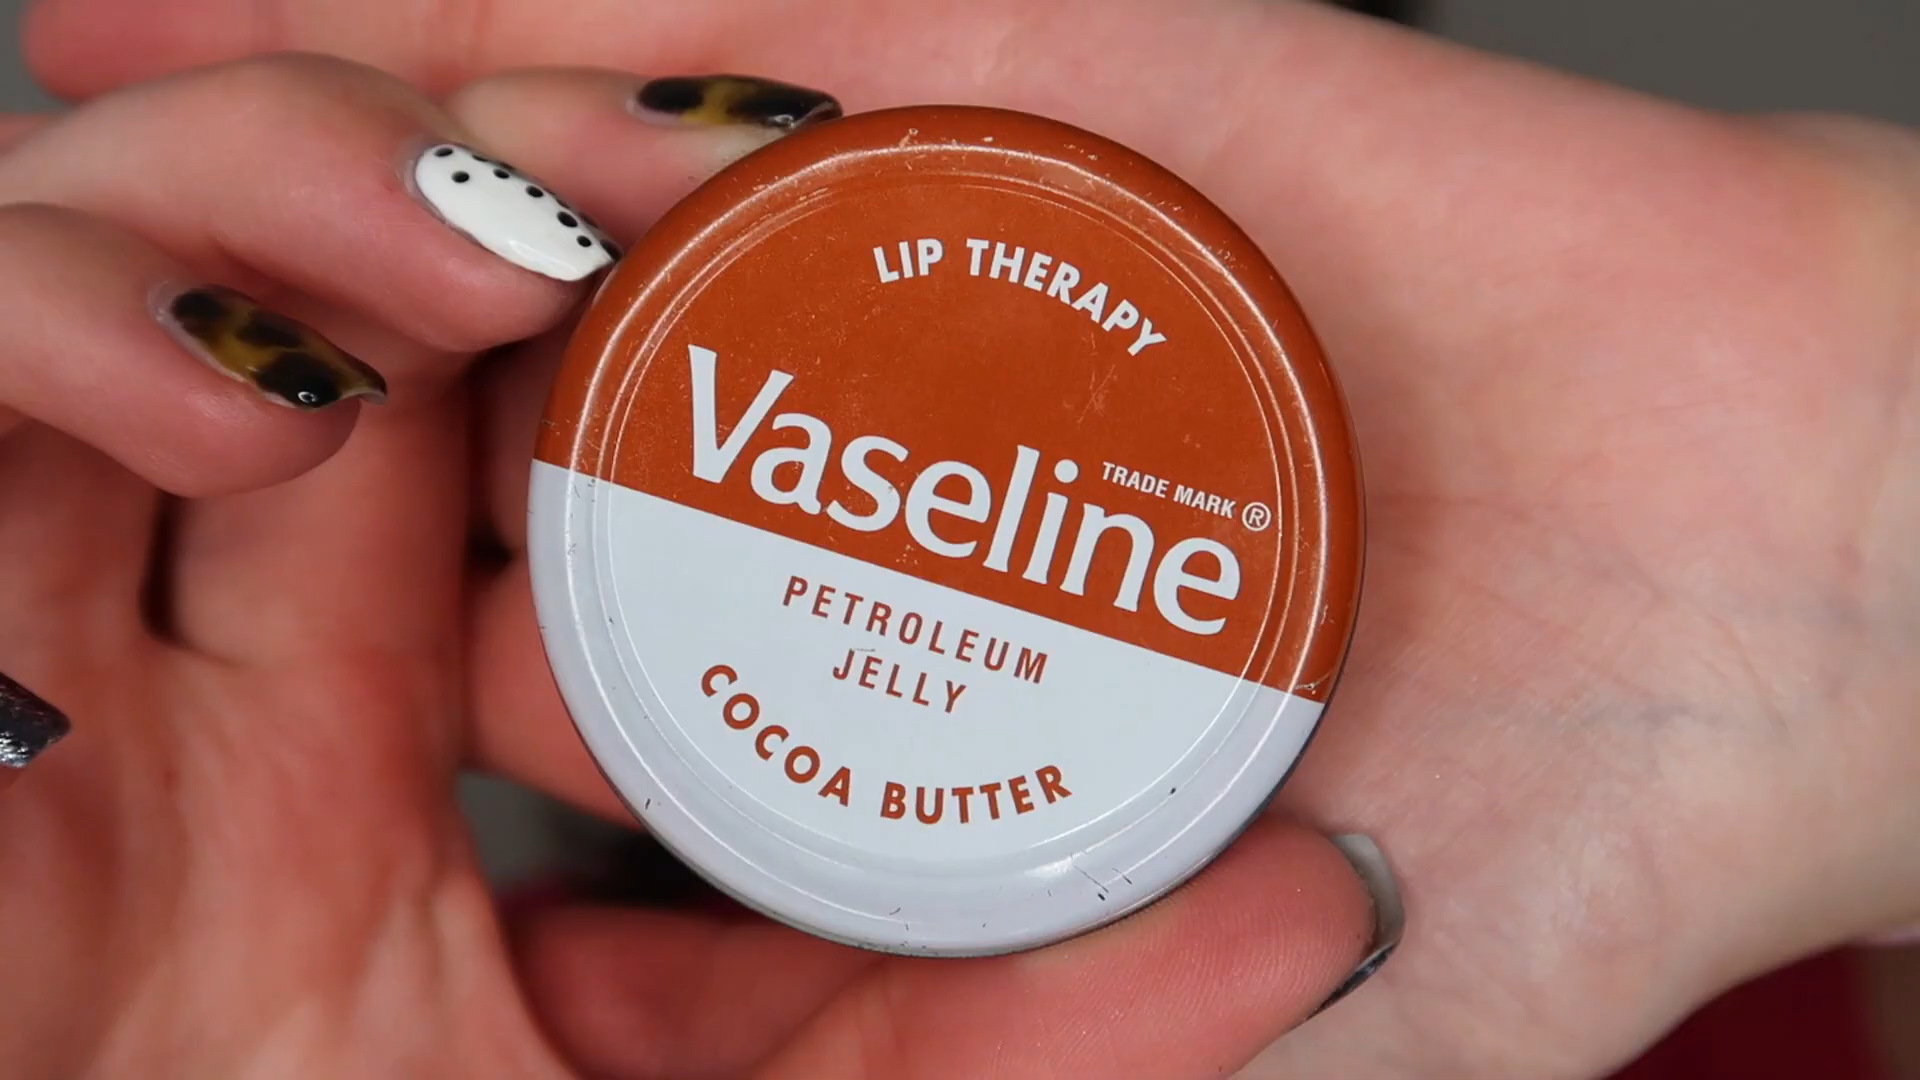 LIP THERAPY
Vaseline
TRADE MARK ®
PETROLEUM
JELLY
COCOA BUTTER